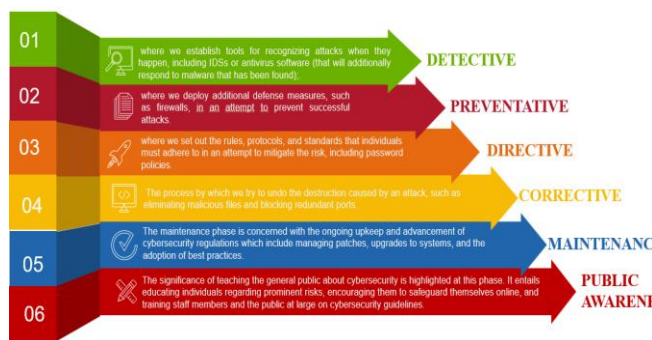 01
where we establish tools for recognizing attacks when they
happen, including IDSs or antivirus software (that will additionally
respond to malware that has been found);
DETECTIVE
02
where we deploy additional defense measures, such
as firewalls, in an attempt to prevent successful
attacks.
PREVENTATIVE
03
where we set out the rules, protocols, and standards that individuals
must adhere to in an attempt to mitigate the risk, including password
policies.
DIRECTIVE
04
The process by which we try to undo the destruction caused by an attack, such as
eliminating malicious files and blocking redundant ports.
CORRECTIVE
05
The maintenance phase is concerned with the ongoing upkeep and advancement of
cybersecurity regulations which include managing patches, upgrades to systems, and the
adoption of best practices.
MAINTENANC
06
The significance of teaching the general public about cybersecurity is highlighted at this phase. It entails
educating individuals regarding prominent risks, encouraging them to safeguard themselves online, and
training staff members and the public at large on cybersecurity guidelines.
PUBLIC
AWARENE